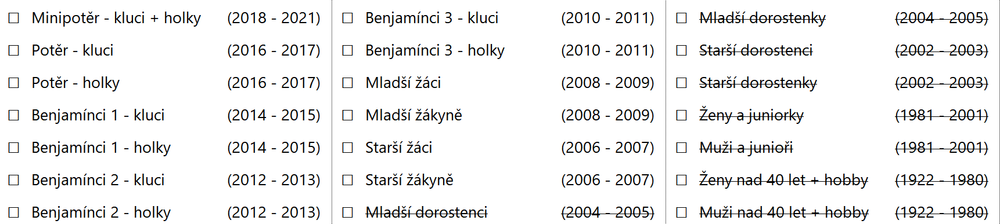 ☐ Minipotěr - kluci + holky (2018 - 2021)
☐ Potěr - kluci (2016 - 2017)
☐ Potěr - holky (2016 - 2017)
☐ Benjamínci 1 - kluci (2014 - 2015)
☐ Benjamínci 1 - holky (2014 - 2015)
☐ Benjamínci 2 - kluci (2012 - 2013)
☐ Benjamínci 2 - holky (2012 - 2013)
☐ Benjamínci 3 - kluci (2010 - 2011)
☐ Benjamínci 3 - holky (2010 - 2011)
☐ Mladší žáci (2008 - 2009)
☐ Mladší žákyně (2008 - 2009)
☐ Starší žáci (2006 - 2007)
☐ Starší žákyně (2006 - 2007)
☐ Mladší dorostenci (2004 - 2005)
☐ Mladší dorostenky (2004 - 2005)
☐ Starší dorostenci (2002 - 2003)
☐ Starší dorostenky (2002 - 2003)
☐ Ženy a juniorky (1981 - 2001)
☐ Muži a junioři (1981 - 2001)
☐ Ženy nad 40 let + hobby (1922 - 1980)
☐ Muži nad 40 let + hobby (1922 - 1980)